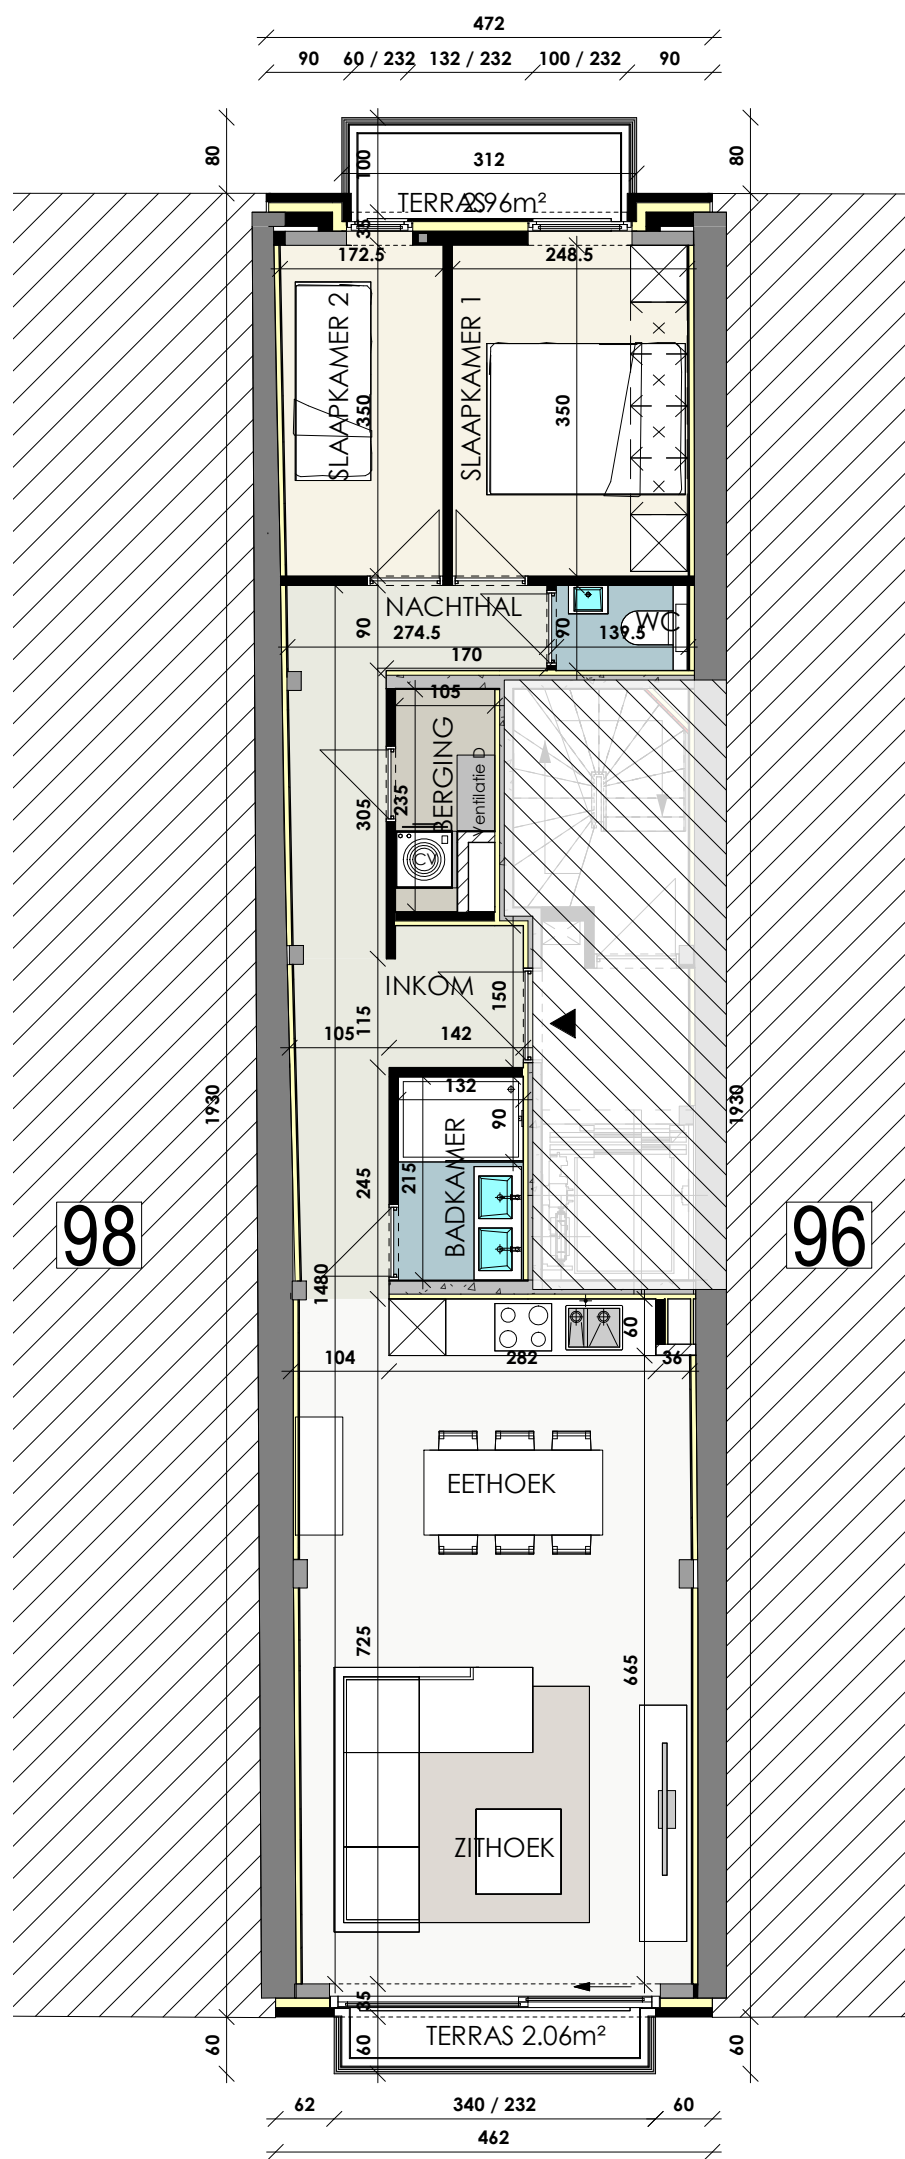 472
90 60 / 232 132 / 232 100 / 232 90
80
100
312
80
TERRAS 2.96m²
35
172.5
248.5
SLAAPKAMER 2
350
SLAAPKAMER 1
350
NACHTHAL
WC
90
274.5
90
139.5
170
105
BERGING
Ventilatie D
305
235
CV
INKOM
150
115
105
142
1930
1930
132
90
BADKAMER
245
215
98
96
1480
60
104
282
36
EETHOEK
725
665
ZITHOEK
35
TERRAS 2.06m²
60
60
60
62
340 / 232
60
462